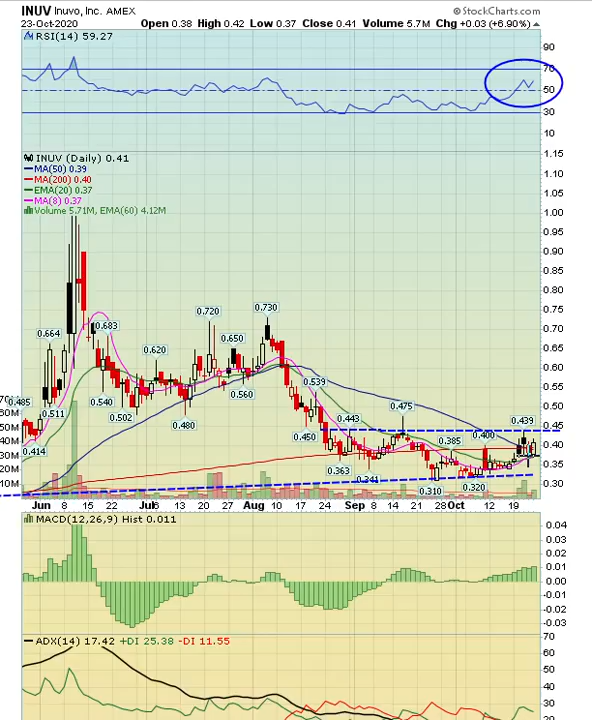 INUV Inuvo, Inc. AMEX
© StockCharts.com
23-Oct-2020
Open 0.38 High 0.42 Low 0.37 Close 0.41 Volume 5.7M Chg +0.03 (+6.90%)
RSI(14) 59.27
90
70
50
30
10
INUV (Daily) 0.41
MA(50) 0.39
MA(200) 0.40
EMA(20) 0.37
MA(8) 0.37
Volume 5.71M, EMA(60) 4.12M
1.15
1.10
1.05
1.00
0.95
0.90
0.85
0.80
0.75
0.70
0.65
0.60
0.55
0.50
0.45
0.40
0.35
0.30
0.730
0.720
0.683
0.664
0.650
0.620
0.560
0.539
0.540
0.511
0.502
0.485
0.480
0.475
0.450
0.443
0.439
0.414
0.400
0.385
0.363
0.341
0.320
0.310
70M
60M
50M
40M
30M
20M
10M
Jun 8 15 22 Jul 6 13 20 27 Aug 10 17 24 Sep 8 14 21 28 Oct 12 19
MACD(12,26,9) Hist 0.011
0.04
0.03
0.02
0.01
0.00
-0.01
-0.02
-0.03
ADX(14) 17.42 +DI 25.38 -DI 11.55
70
60
50
40
30
20